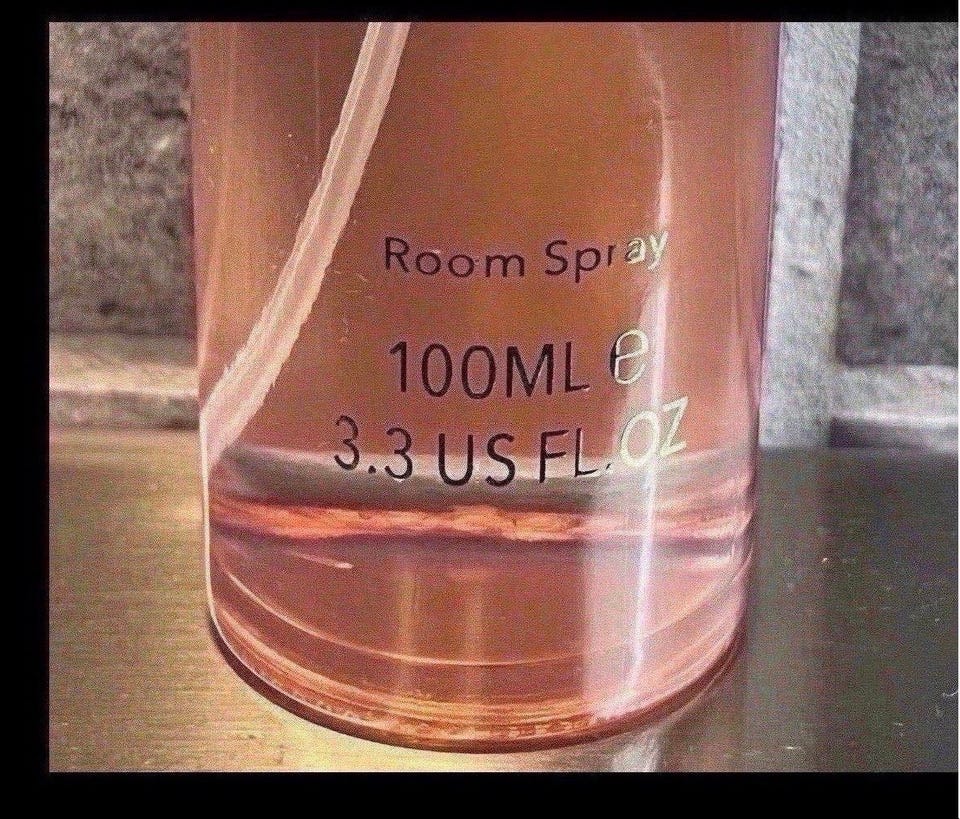 Room Spray
100ML ℮
3.3 US FL.OZ